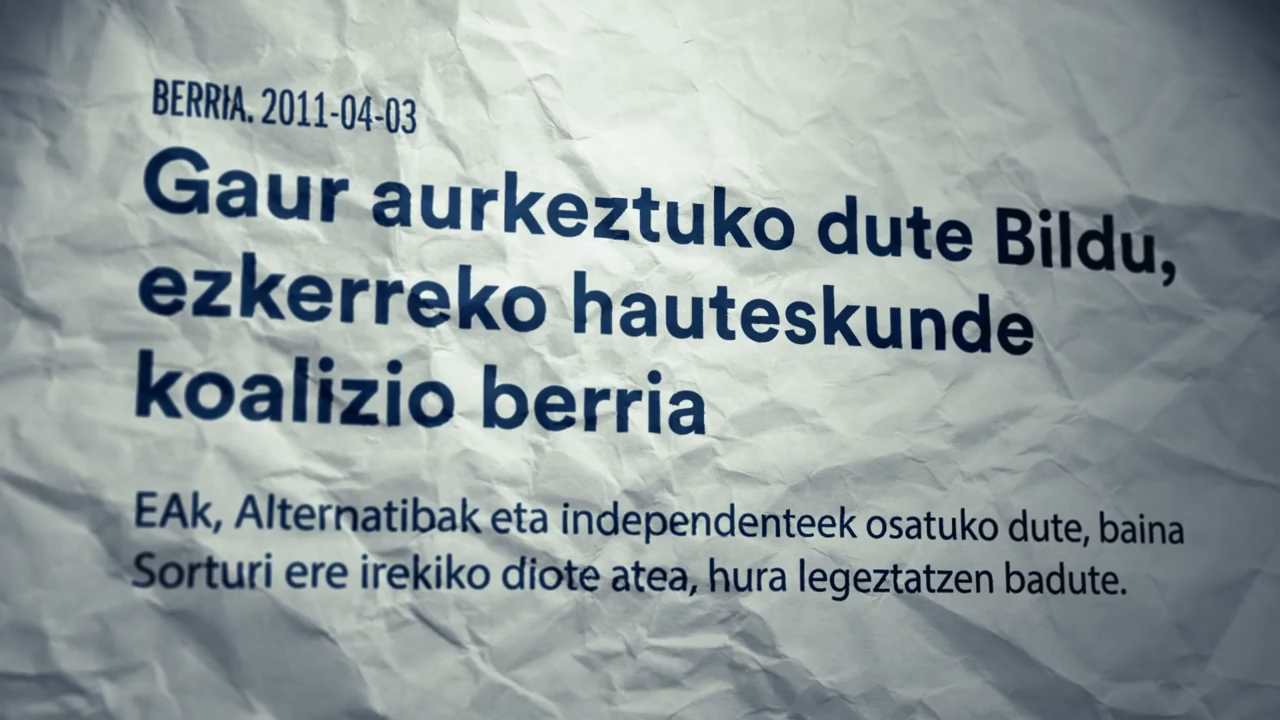 BERRIA. 2011-04-03
Gaur aurkeztuko dute Bildu,
ezkerreko hauteskunde
koalizio berria
EAk, Alternatibak eta independenteek osatuko dute, baina
Sorturi ere irekiko diote atea, hura legeztatzen badute.